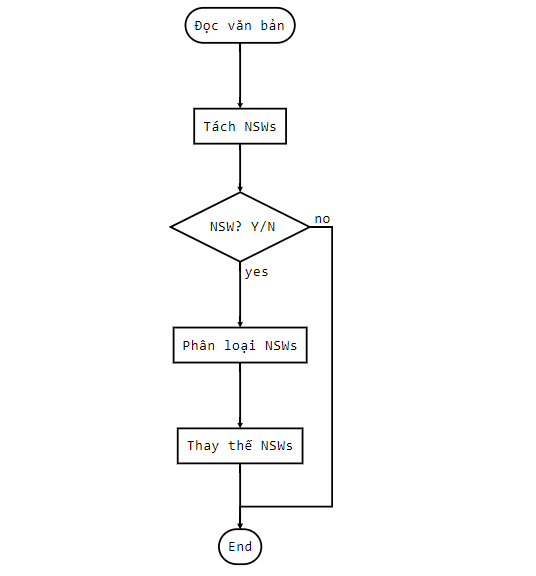 Đọc văn bản
Tách NSWs
NSW? Y/N
no
yes
Phân loại NSWs
Thay thế NSWs
End